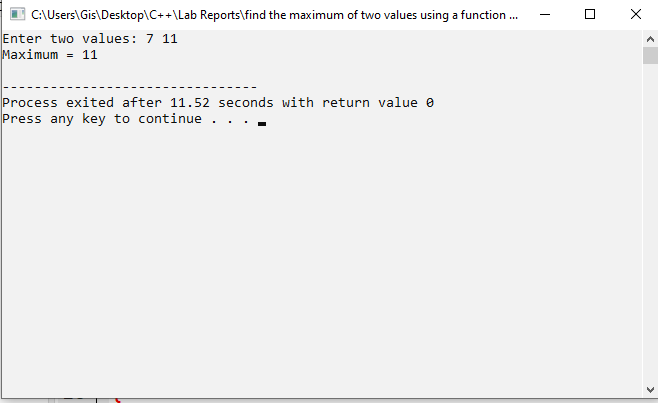 C:\Users\Gis\Desktop\C++\Lab Reports\find the maximum of two values using a function ...
Enter two values: 7 11
Maximum = 11
--------------------------------
Process exited after 11.52 seconds with return value 0
Press any key to continue . . .